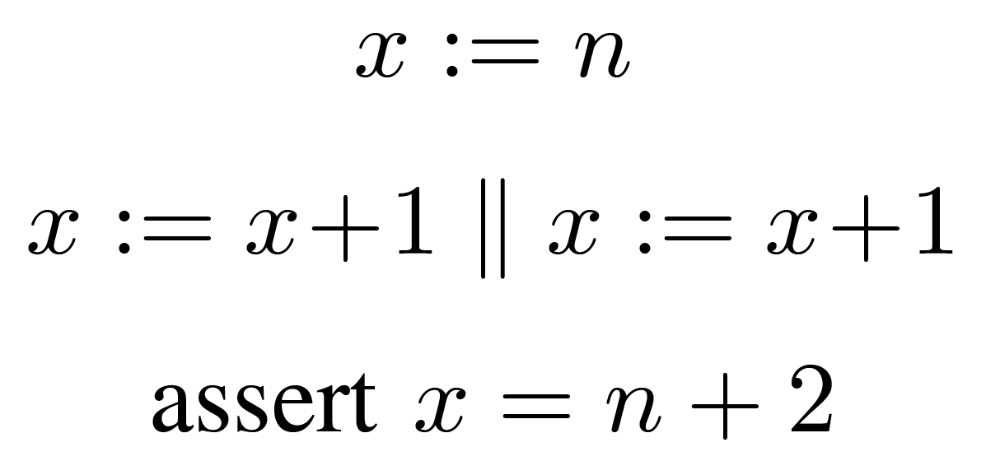 x := n
x := x+1 ∥ x := x+1
assert x = n + 2